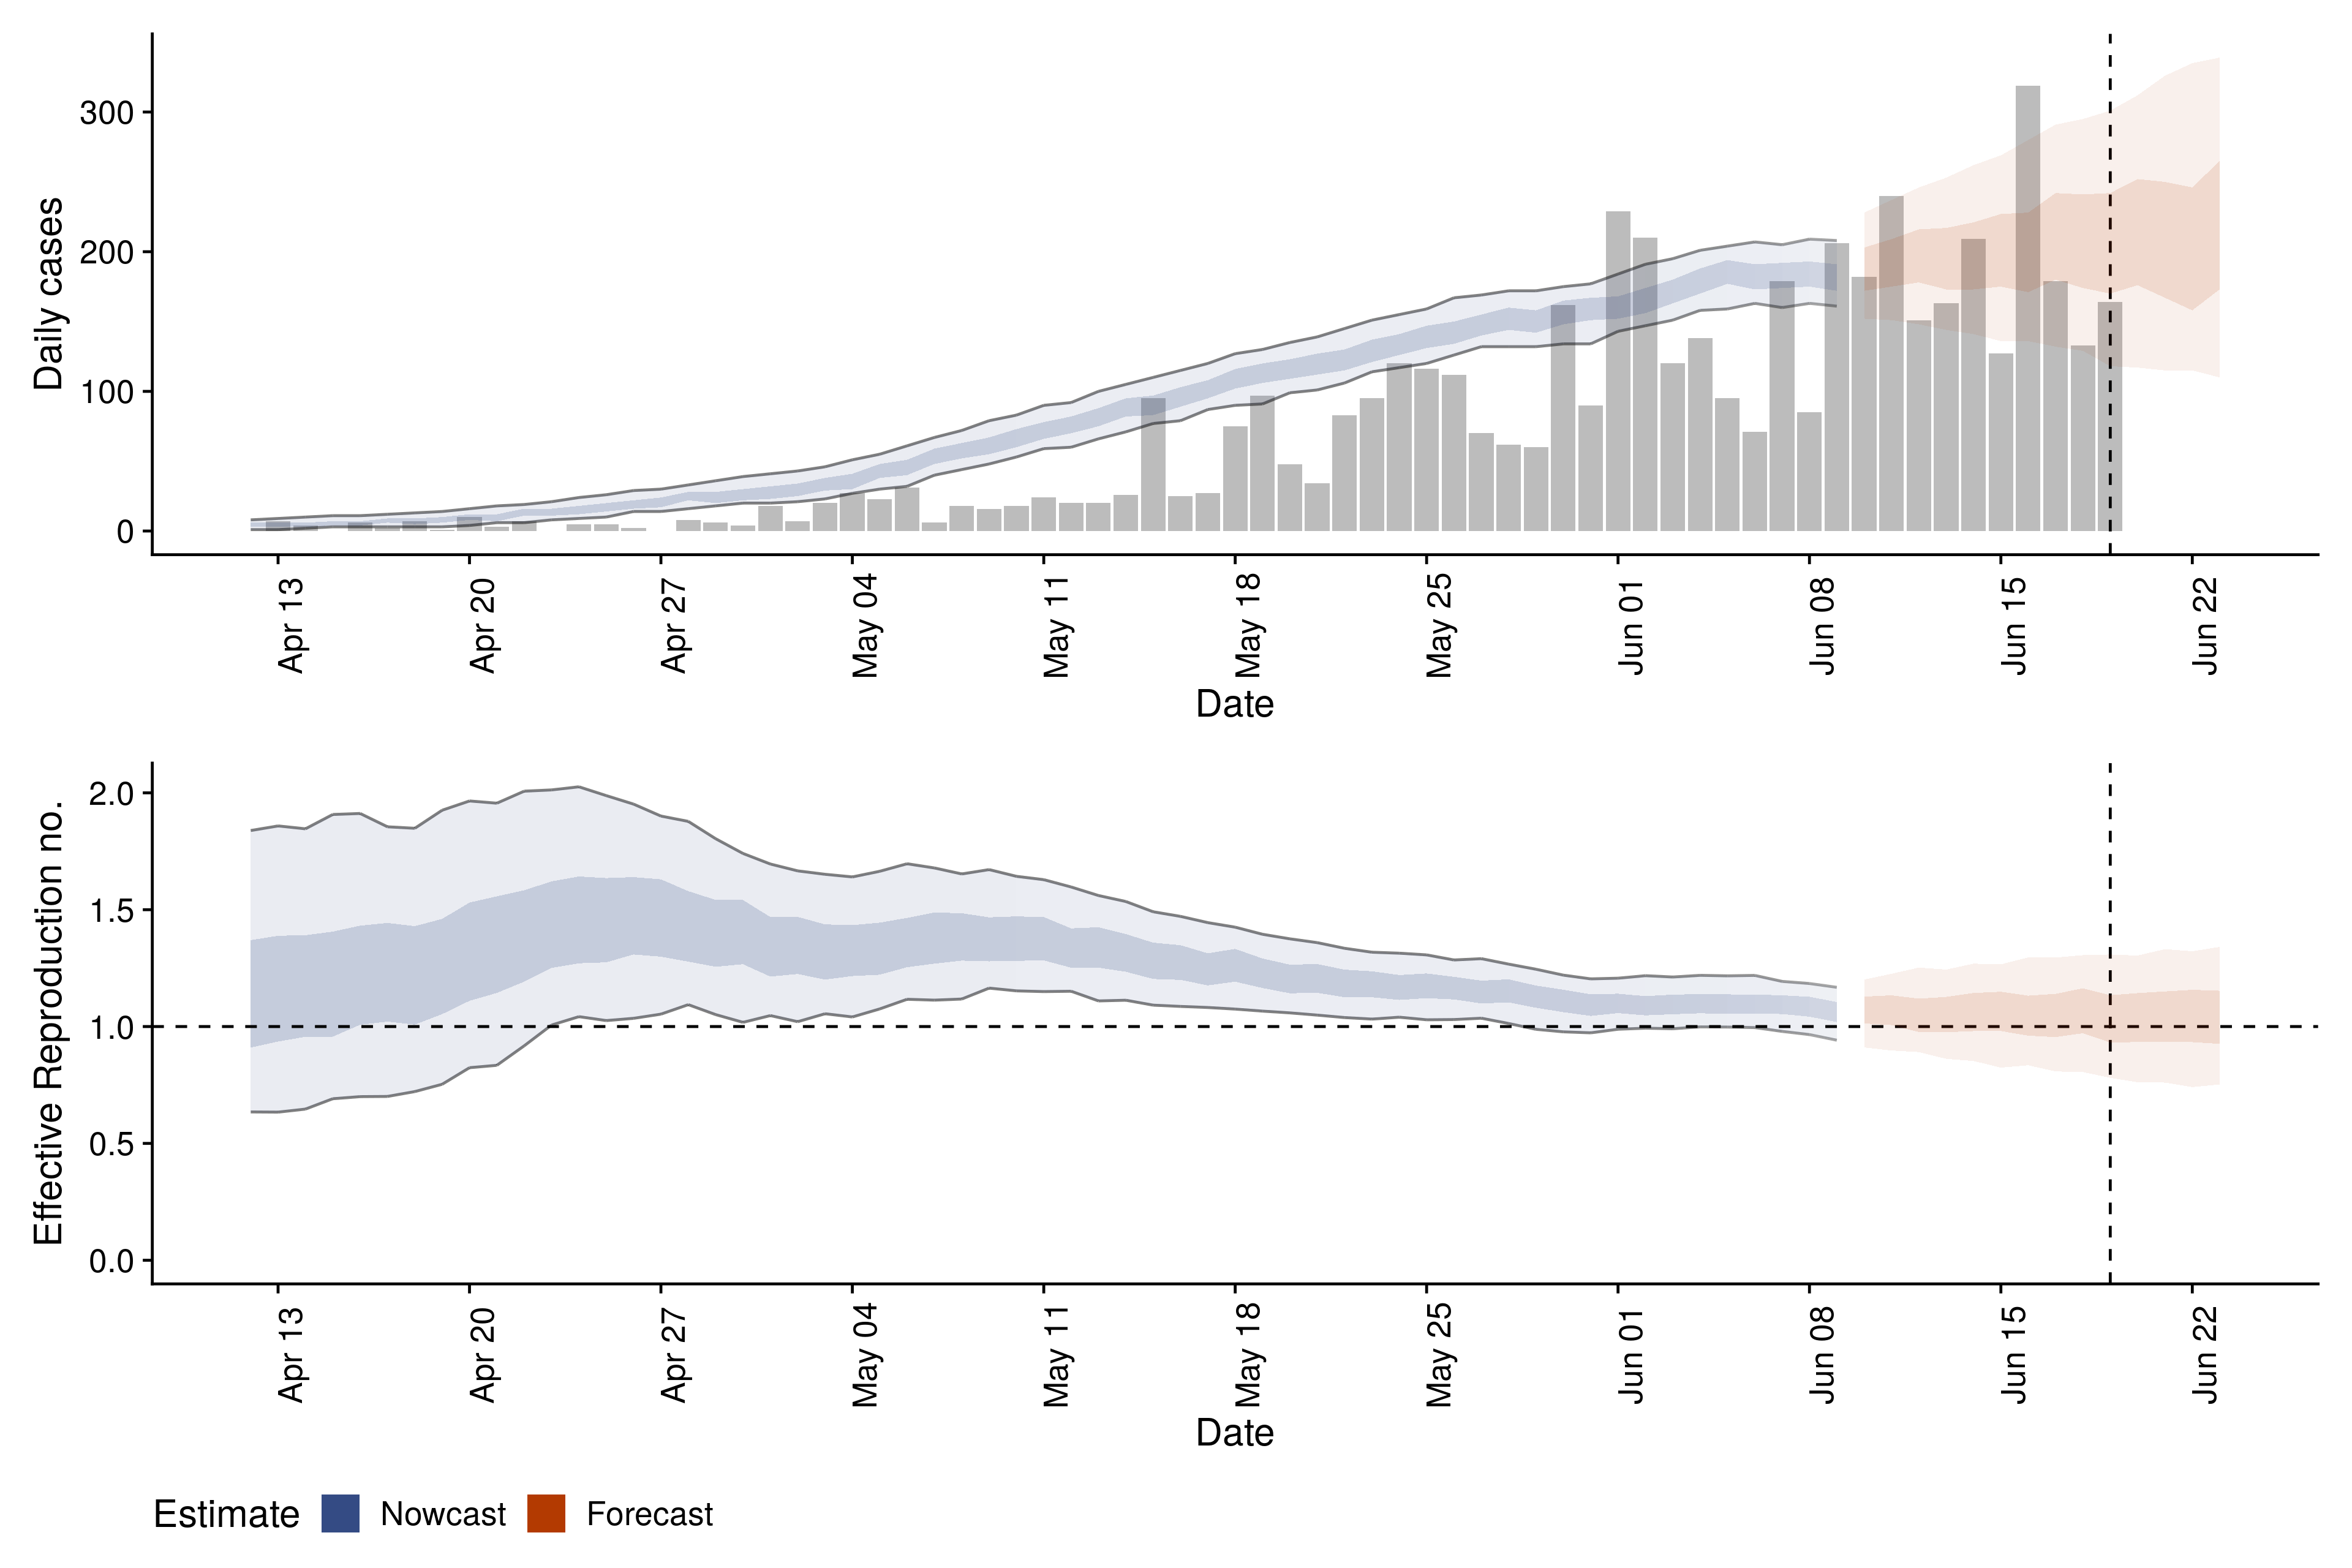 Daily cases
300
200
100
0
Apr 13
Apr 20
Apr 27
May 04
May 11
May 18
May 25
Jun 01
Jun 08
Jun 15
Jun 22
Date
Effective Reproduction no.
2.0
1.5
1.0
0.5
0.0
Apr 13
Apr 20
Apr 27
May 04
May 11
May 18
May 25
Jun 01
Jun 08
Jun 15
Jun 22
Date
Estimate Nowcast Forecast